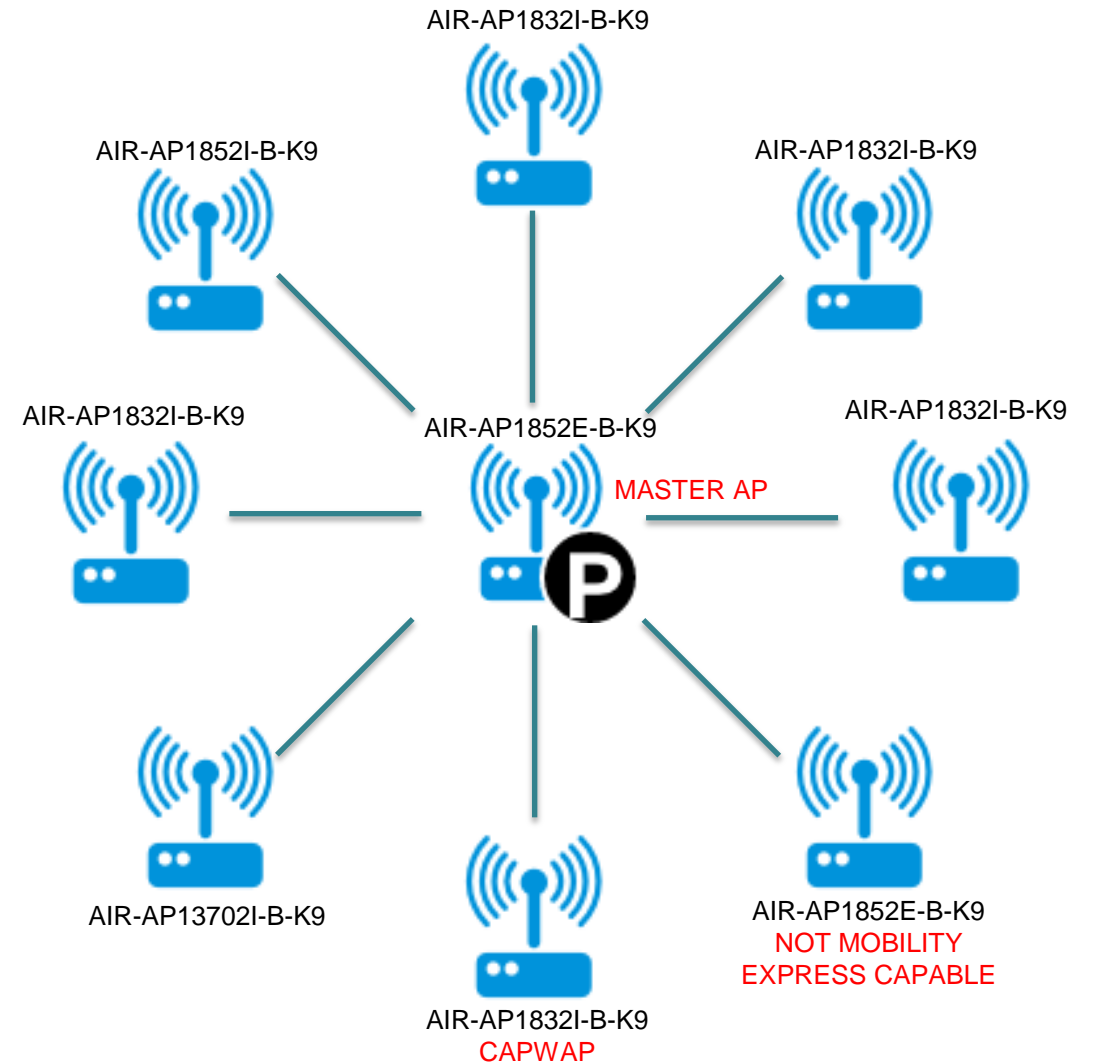 AIR-AP1832I-B-K9
AIR-AP1852I-B-K9
AIR-AP1832I-B-K9
AIR-AP1832I-B-K9
AIR-AP1852E-B-K9
AIR-AP1832I-B-K9
MASTER AP
P
AIR-AP13702I-B-K9
AIR-AP1832I-B-K9
CAPWAP
AIR-AP1852E-B-K9
NOT MOBILITY
EXPRESS CAPABLE